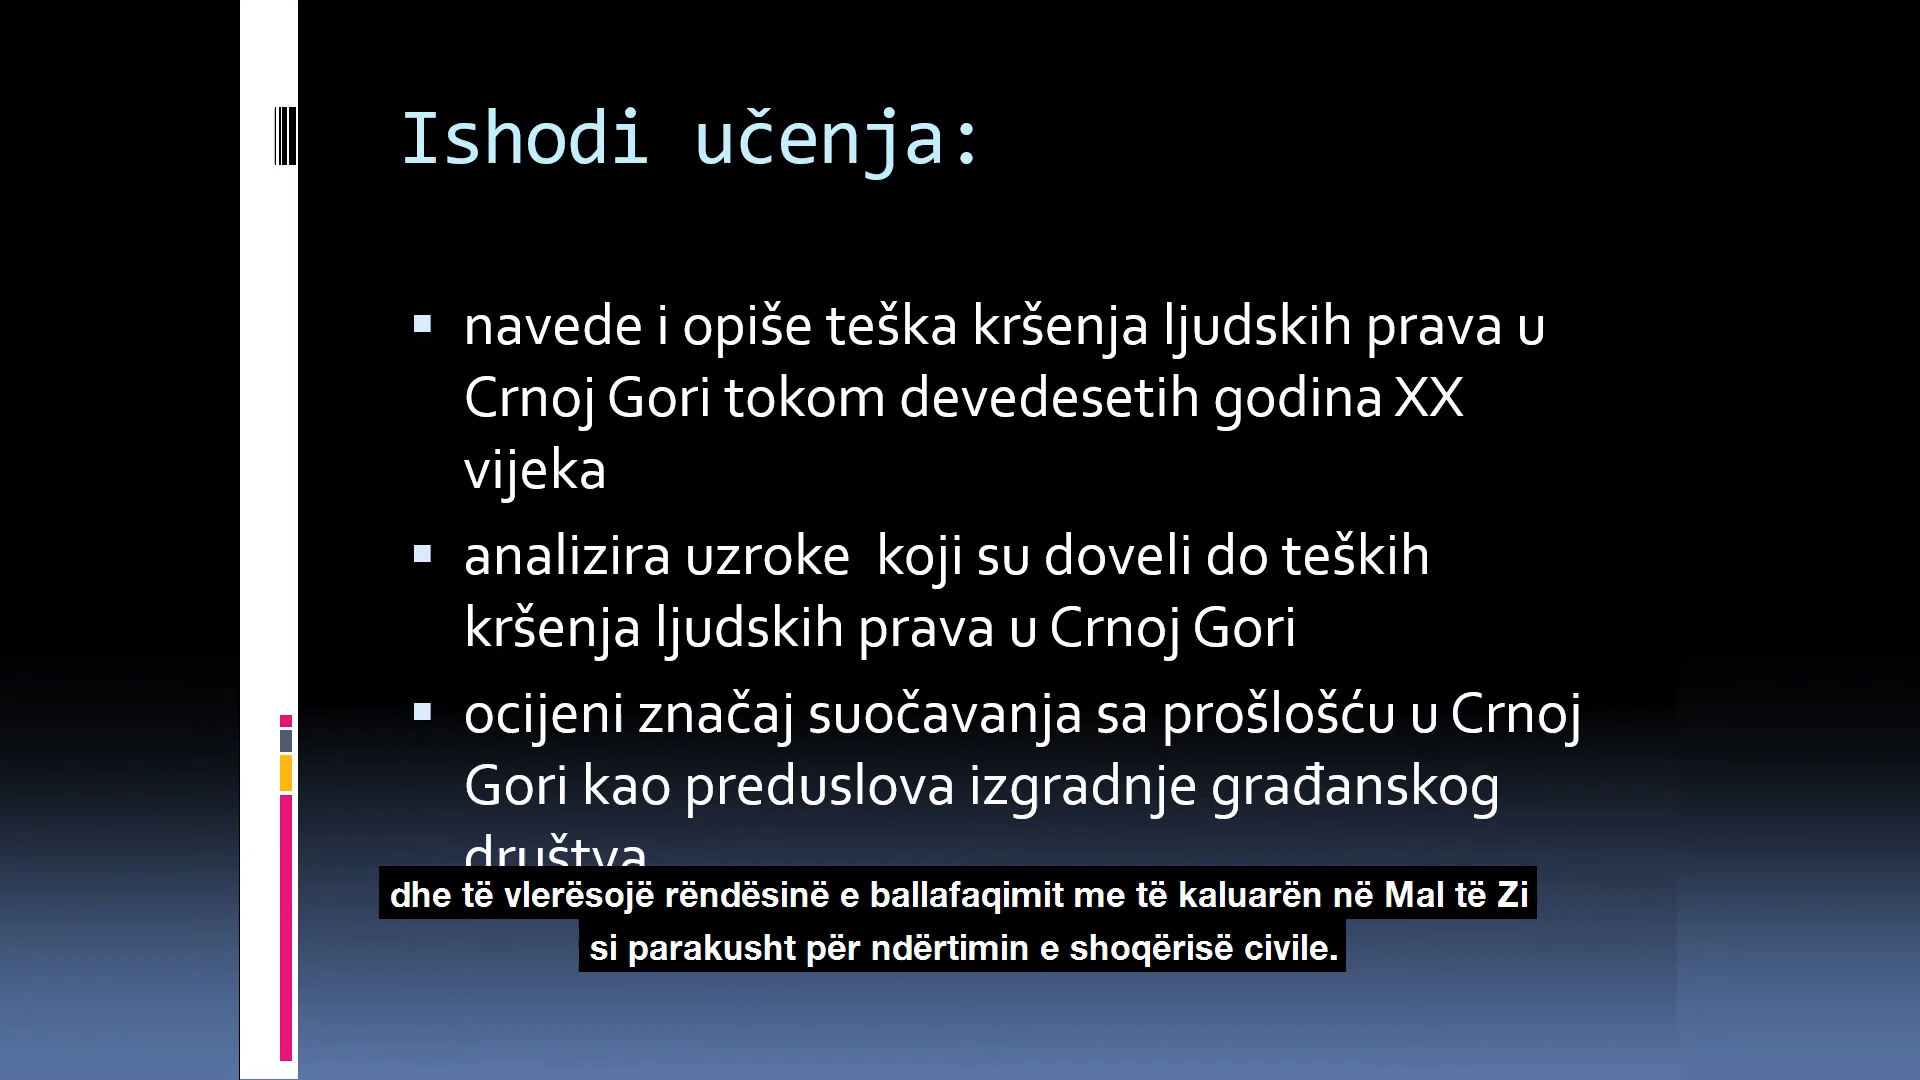 Ishodi učenja:
navede i opiše teška kršenja ljudskih prava u
Crnoj Gori tokom devedesetih godina XX
vijeka
analizira uzroke koji su doveli do teških
kršenja ljudskih prava u Crnoj Gori
ocijeni značaj suočavanja sa prošlošću u Crnoj
Gori kao preduslova izgradnje građanskog
društva
dhe të vlerësojë rëndësinë e ballafaqimit me të kaluarën në Mal të Zi
si parakusht për ndërtimin e shoqërisë civile.